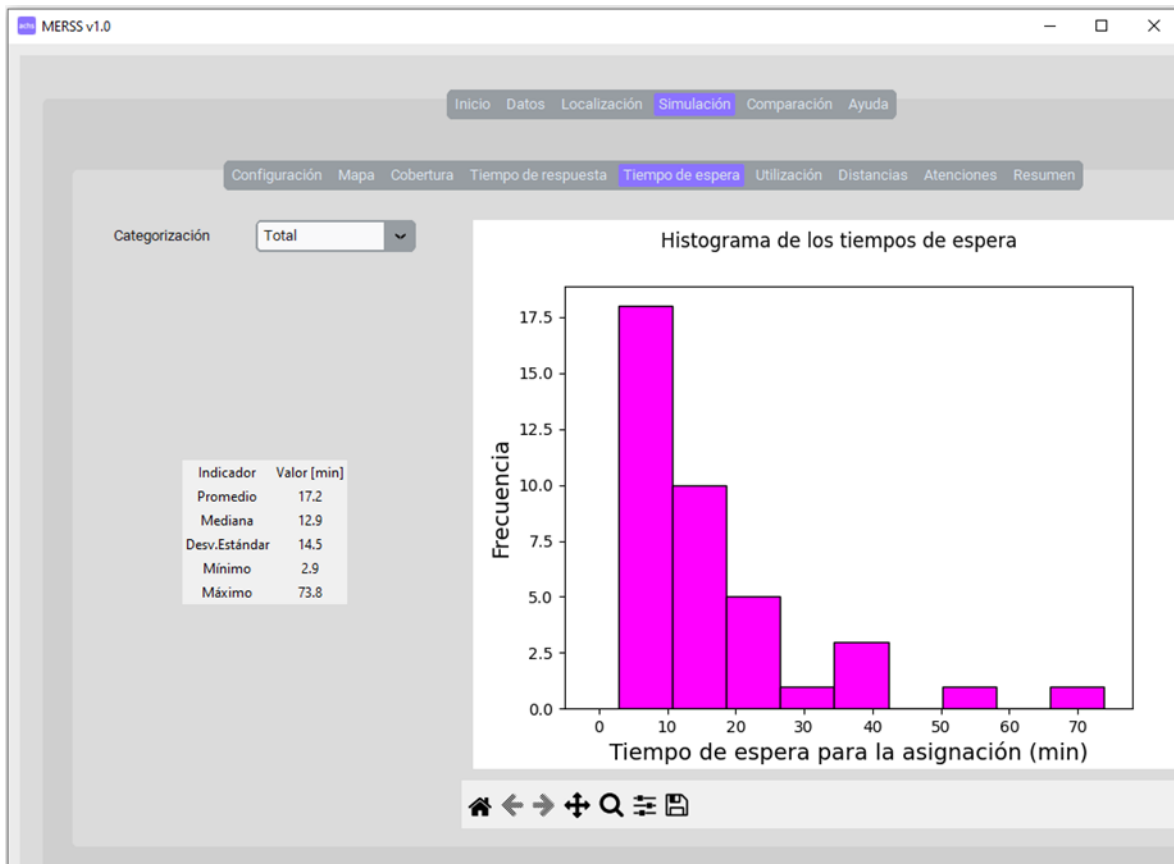 achs MERSS v1.0
Inicio Datos Localización Simulación Comparación Ayuda
Configuración Mapa Cobertura Tiempo de respuesta Tiempo de espera Utilización Distancias Atenciones Resumen
Categorización Total
Indicador Valor [min]
Promedio 17.2
Mediana 12.9
Desv.Estándar 14.5
Mínimo 2.9
Máximo 73.8
Histograma de los tiempos de espera
Frecuencia
17.5
15.0
12.5
10.0
7.5
5.0
2.5
0.0
0 10 20 30 40 50 60 70
Tiempo de espera para la asignación (min)